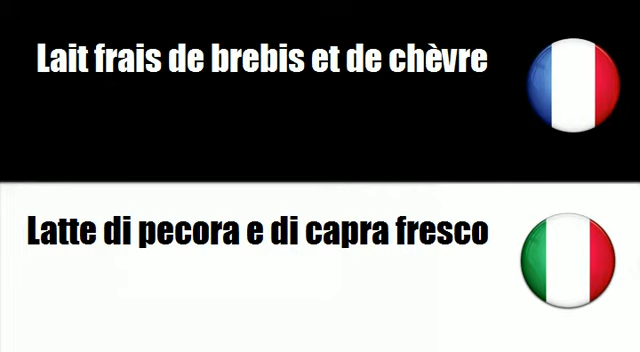 Lait frais de brebis et de chèvre
Latte di pecora e di capra fresco